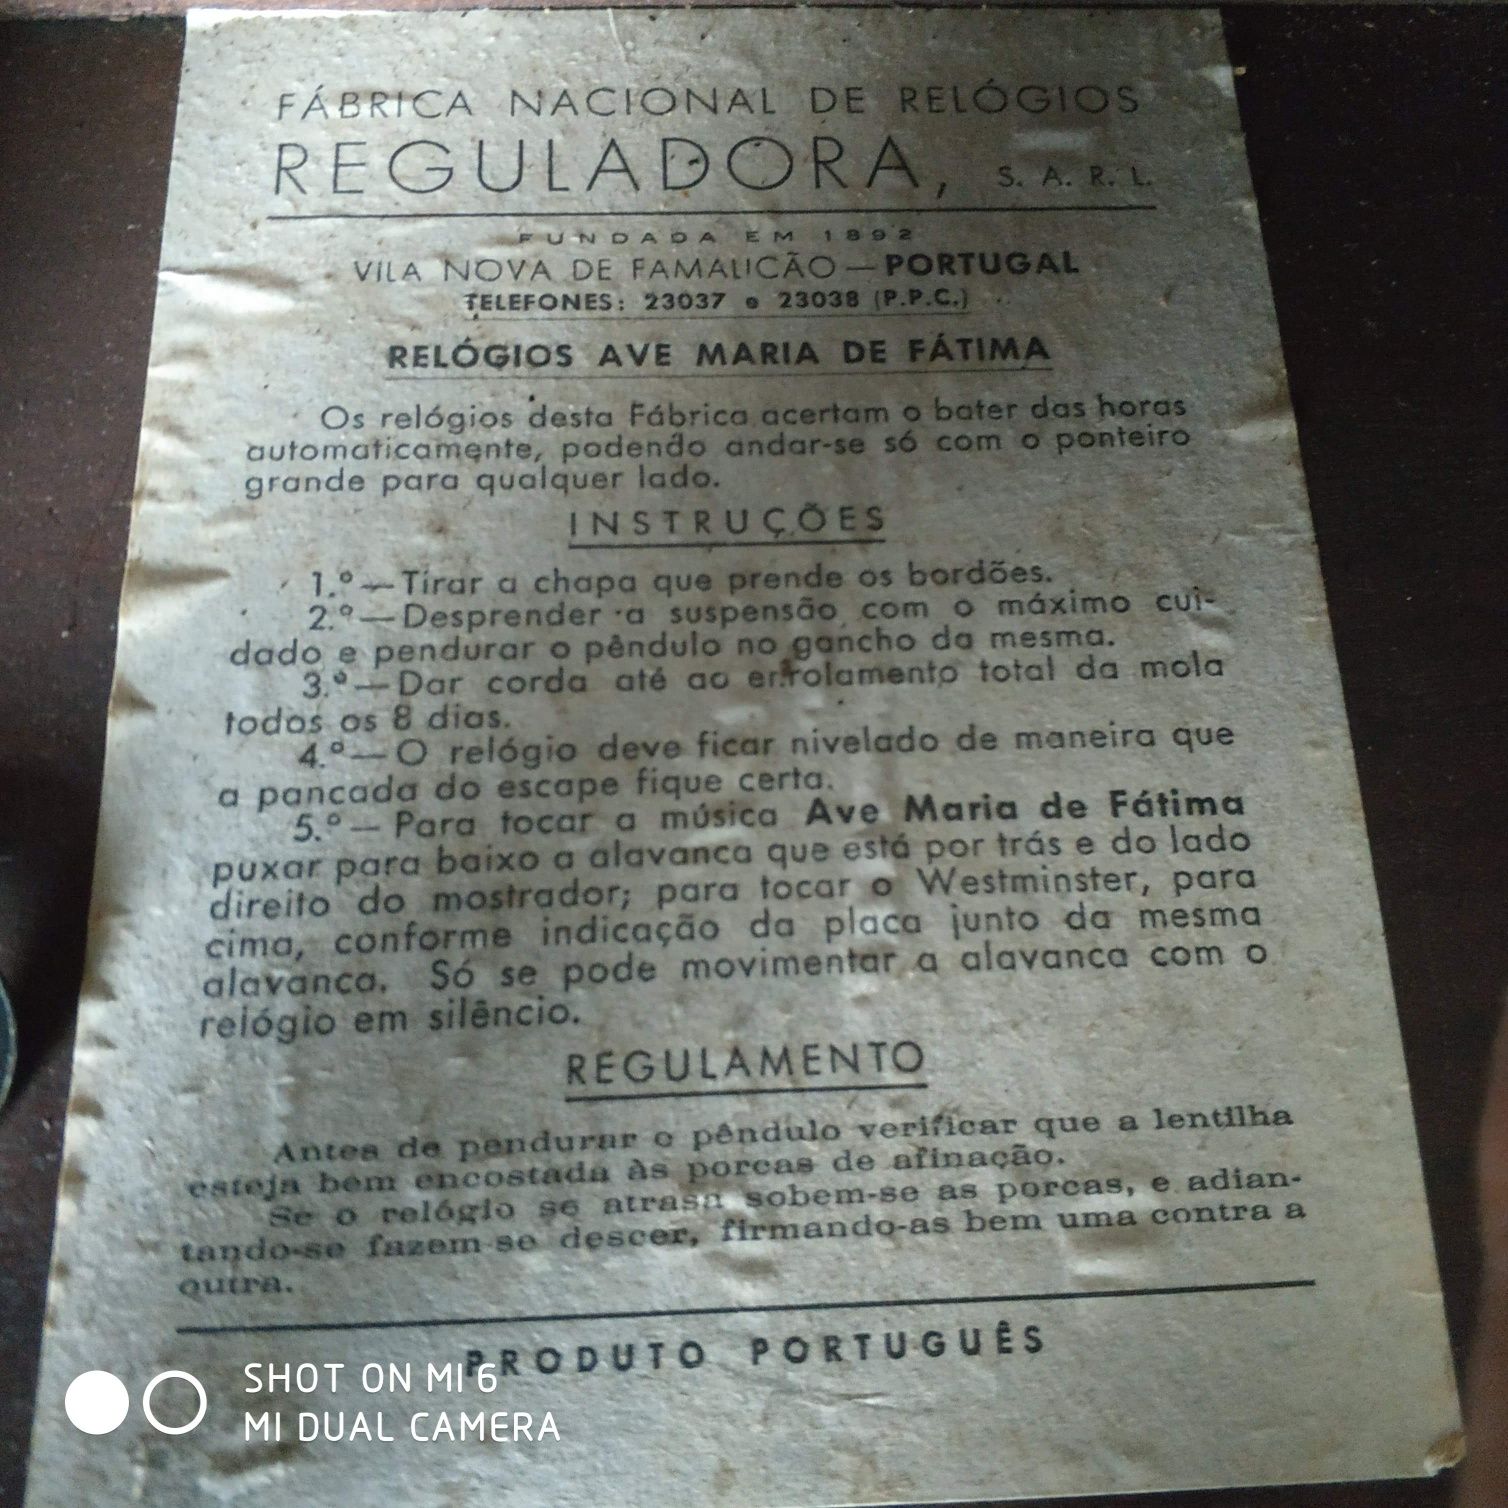 FÁBRICA NACIONAL DE RELÓGIOS
REGULADORA, S. A. R. L.
FUNDADA EM 1892
VILA NOVA DE FAMALICÃO — PORTUGAL
TELEFONES: 23037 e 23038 (P.P.C.)
RELÓGIOS AVE MARIA DE FÁTIMA
Os relógios desta Fábrica acertam o bater das horas
automaticamente, podendo andar-se só com o ponteiro
grande para qualquer lado.
INSTRUÇÕES
1.º — Tirar a chapa que prende os bordões.
2.º — Desprender a suspensão com o máximo cui-
dado e pendurar o pêndulo no gancho da mesma.
3.º — Dar corda até ao enrolamento total da mola
todos os 8 dias.
4.º — O relógio deve ficar nivelado de maneira que
a pancada do escape fique certa.
5.º — Para tocar a música Ave Maria de Fátima
puxar para baixo a alavanca que está por trás e do lado
direito do mostrador; para tocar o Westminster, para
cima, conforme indicação da placa junto da mesma
alavanca. Só se pode movimentar a alavanca com o
relógio em silêncio.
REGULAMENTO
Antes de pendurar o pêndulo verificar que a lentilha
esteja bem encostada às porcas de afinação.
Se o relógio se atrasa sobem-se as porcas, e adian-
tando-se fazem-se descer, firmando-as bem uma contra a
outra.
PRODUTO PORTUGUÊS
SHOT ON MI 6
MI DUAL CAMERA